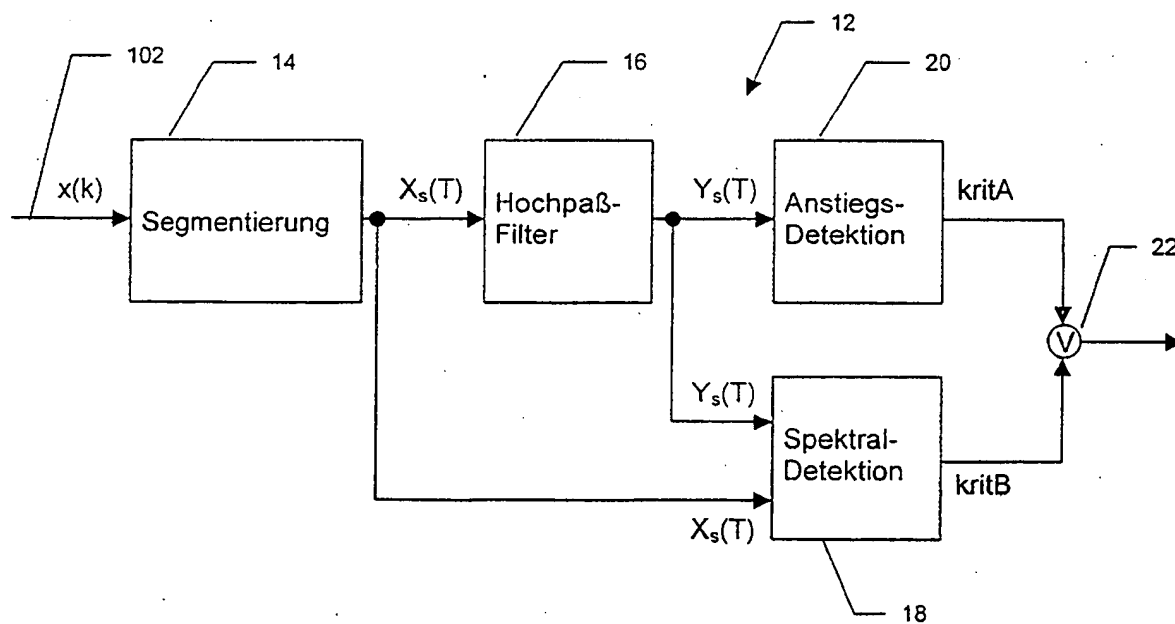 12
102
14
16
20
x(k)
Segmentierung
Xₛ(T)
Hochpaß-
Filter
Yₛ(T)
Anstiegs-
Detektion
kritA
22
V
Yₛ(T)
Spektral-
Detektion
kritB
Xₛ(T)
18